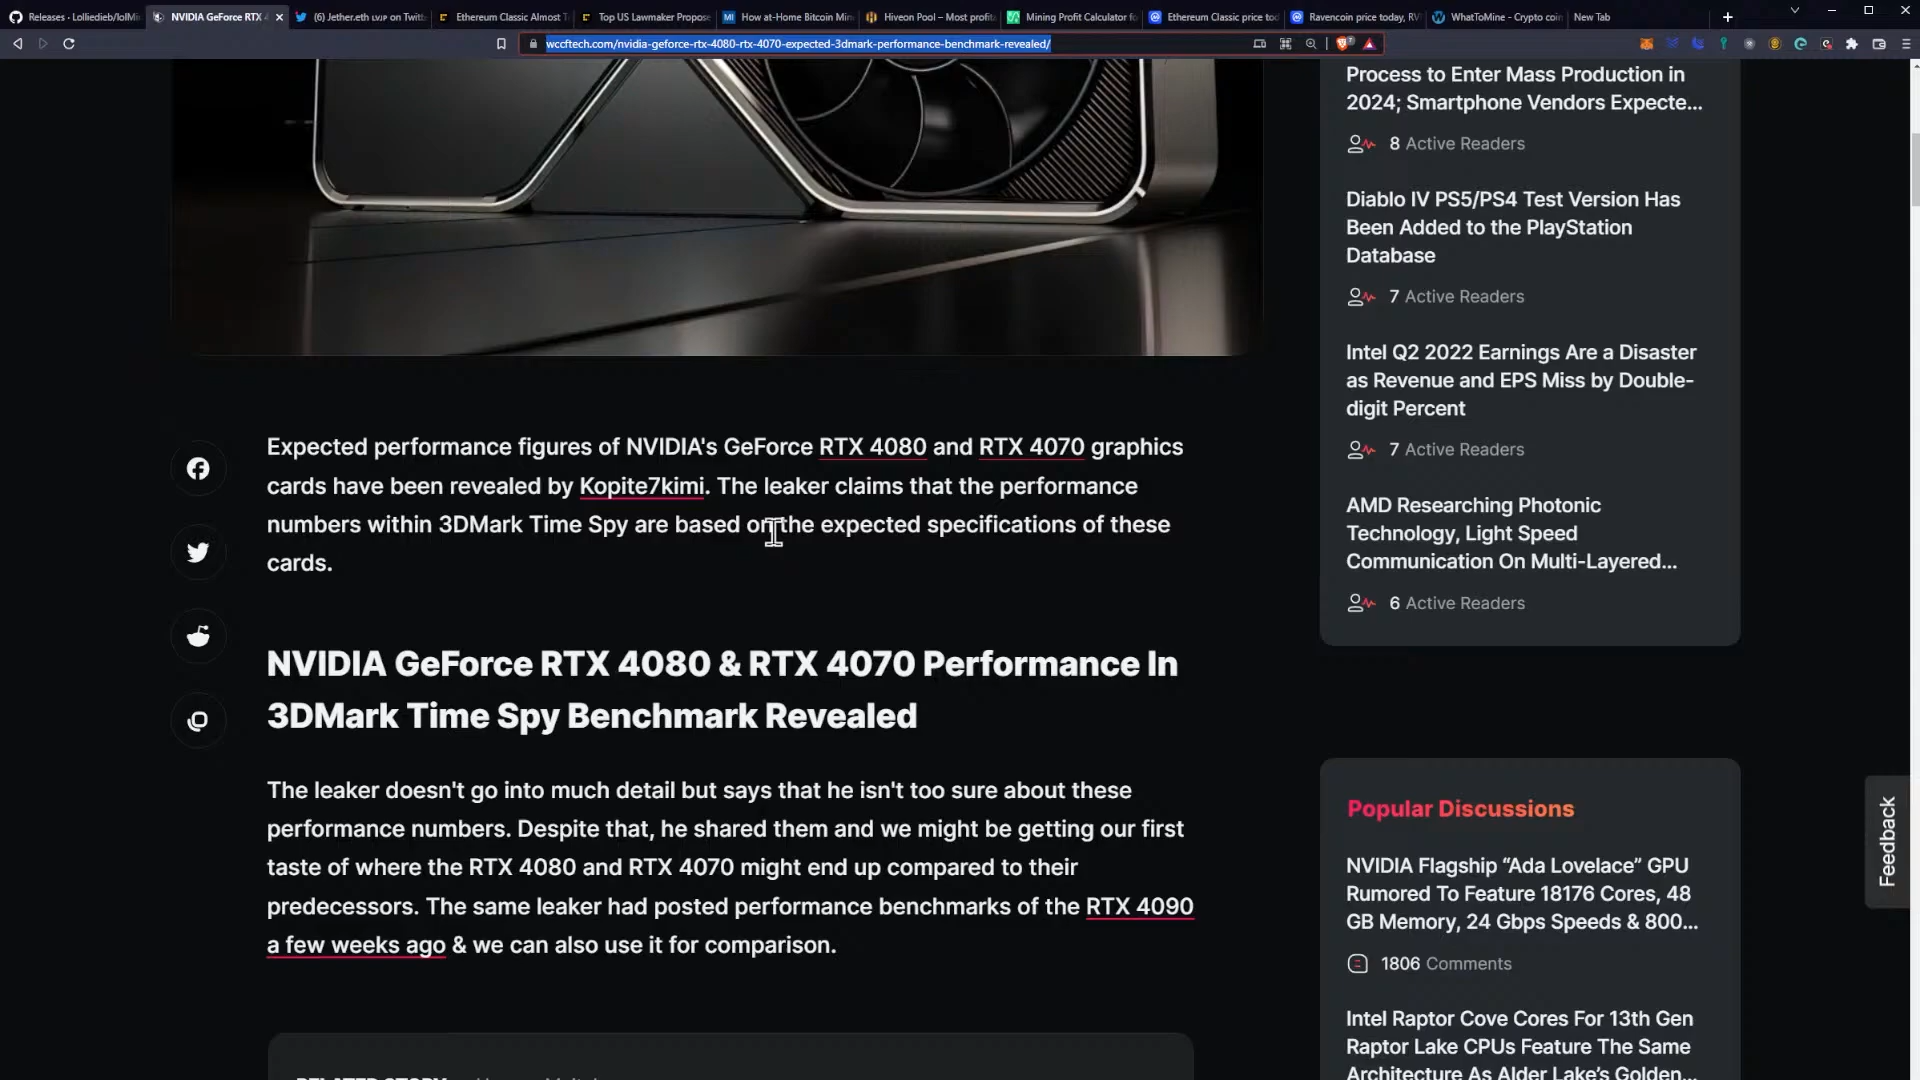 Releases · Lolliedieb/lolMi
NVIDIA GeForce RTX 4
(6) Jether.eth LV.JP on Twitt
Ethereum Classic Almost T
Top US Lawmaker Propose
How at-Home Bitcoin Min
Hiveon Pool – Most profita
Mining Profit Calculator fo
Ethereum Classic price tod
Ravencoin price today, RV
WhatToMine - Crypto coin
New Tab
wccftech.com/nvidia-geforce-rtx-4080-rtx-4070-expected-3dmark-performance-benchmark-revealed/
Expected performance figures of NVIDIA's GeForce RTX 4080 and RTX 4070 graphics
cards have been revealed by Kopite7kimi. The leaker claims that the performance
numbers within 3DMark Time Spy are based on the expected specifications of these
cards.
NVIDIA GeForce RTX 4080 & RTX 4070 Performance In
3DMark Time Spy Benchmark Revealed
The leaker doesn't go into much detail but says that he isn't too sure about these
performance numbers. Despite that, he shared them and we might be getting our first
taste of where the RTX 4080 and RTX 4070 might end up compared to their
predecessors. The same leaker had posted performance benchmarks of the RTX 4090
a few weeks ago & we can also use it for comparison.
RELATED STORY
Process to Enter Mass Production in
2024; Smartphone Vendors Expecte...
8 Active Readers
Diablo IV PS5/PS4 Test Version Has
Been Added to the PlayStation
Database
7 Active Readers
Intel Q2 2022 Earnings Are a Disaster
as Revenue and EPS Miss by Double-
digit Percent
7 Active Readers
AMD Researching Photonic
Technology, Light Speed
Communication On Multi-Layered...
6 Active Readers
Popular Discussions
NVIDIA Flagship “Ada Lovelace” GPU
Rumored To Feature 18176 Cores, 48
GB Memory, 24 Gbps Speeds & 800...
1806 Comments
Intel Raptor Cove Cores For 13th Gen
Raptor Lake CPUs Feature The Same
Architecture As Alder Lake’s Golden...
Feedback